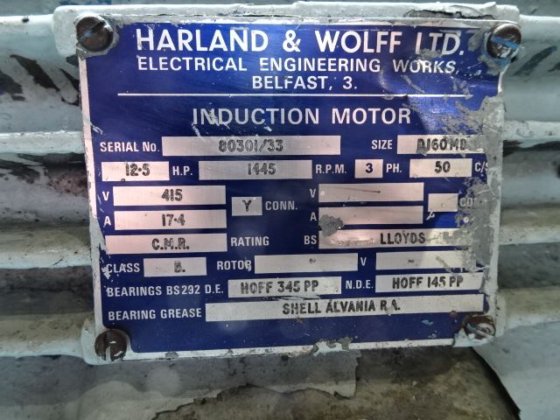 HARLAND & WOLFF LTD.
ELECTRICAL ENGINEERING WORKS,
BELFAST, 3.
INDUCTION MOTOR
SERIAL No. 80301/33 SIZE
12·5 H.P. 1445 R.P.M. 3 PH. 50 C/S
V 415 V
A 17·4 Y CONN. A
C.M.R. RATING BS LLOYDS
CLASS B. ROTOR - V -
BEARINGS BS292 D.E. HOFF 345 PP N.D.E. HOFF 145 PP
BEARING GREASE SHELL ALVANIA